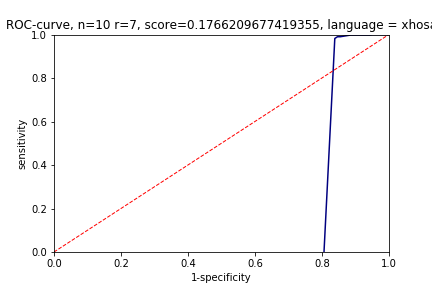 ROC-curve, n=10 r=7, score=0.1766209677419355, language = xhosa
1.0
0.8
0.6
0.4
0.2
0.0
sensitivity
0.0 0.2 0.4 0.6 0.8 1.0
1-specificity